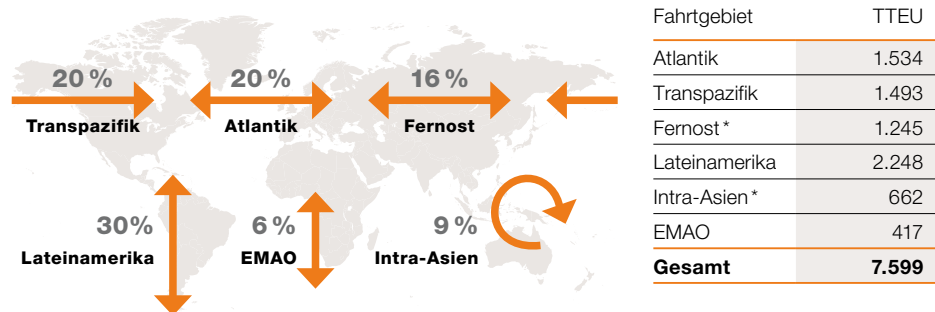 20 %
20 %
16 %
Transpazifik
Atlantik
Fernost
30%
6 %
9 %
Lateinamerika
EMAO
Intra-Asien
Fahrtgebiet TTEU
Atlantik 1.534
Transpazifik 1.493
Fernost * 1.245
Lateinamerika 2.248
Intra-Asien * 662
EMAO 417
Gesamt 7.599